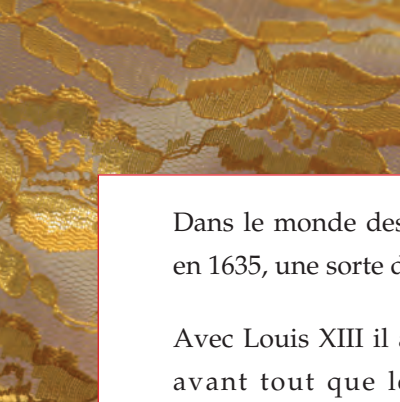 Dans le monde des
en 1635, une sorte
Avec Louis XIII il
avant tout que